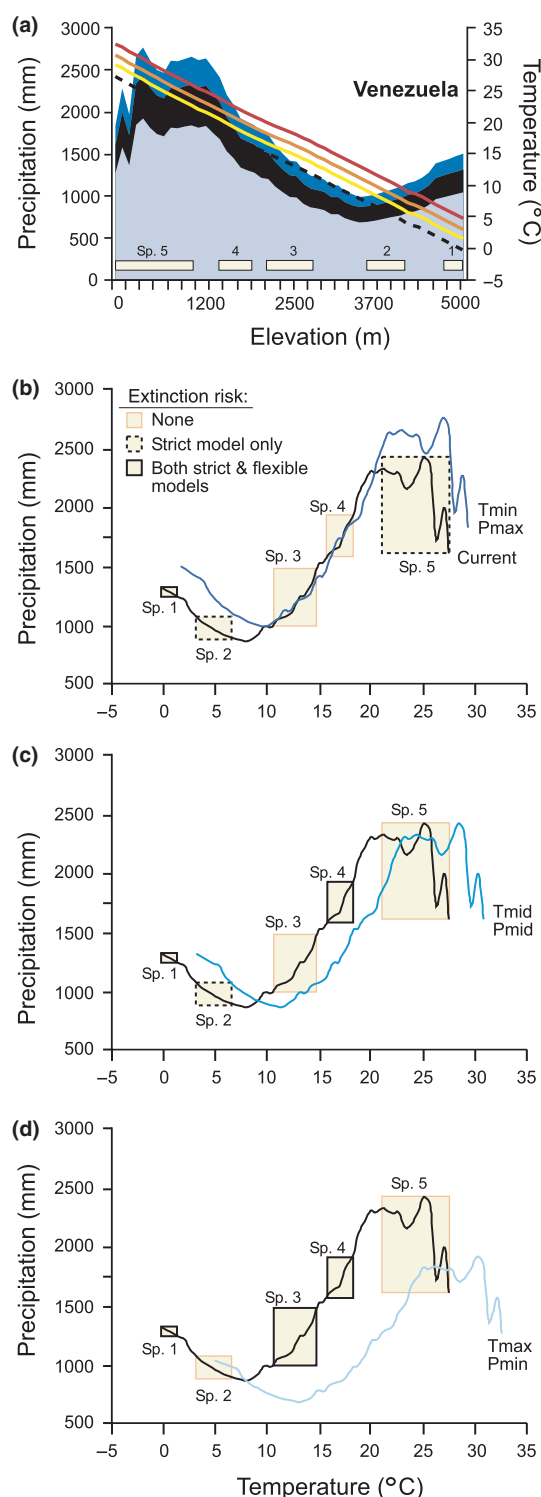 (a)
Precipitation (mm)
3000
2500
2000
1500
1000
500
0
Venezuela
35
30
25
20
15
10
5
0
−5
Temperature (°C)
Sp. 5
4
3
2
1
0
1200
2500
3700
5000
Elevation (m)
(b)
Precipitation (mm)
3000
2500
2000
1500
1000
500
Extinction risk:
None
Strict model only
Both strict & flexible
models
Sp. 1
Sp. 2
Sp. 3
Sp. 4
Sp. 5
Tmin
Pmax
Current
−5
0
5
10
15
20
25
30
35
(c)
Precipitation (mm)
3000
2500
2000
1500
1000
500
Sp. 1
Sp. 2
Sp. 3
Sp. 4
Sp. 5
Tmid
Pmid
−5
0
5
10
15
20
25
30
35
(d)
Precipitation (mm)
3000
2500
2000
1500
1000
500
Sp. 1
Sp. 2
Sp. 3
Sp. 4
Sp. 5
Tmax
Pmin
−5
0
5
10
15
20
25
30
35
Temperature (°C)